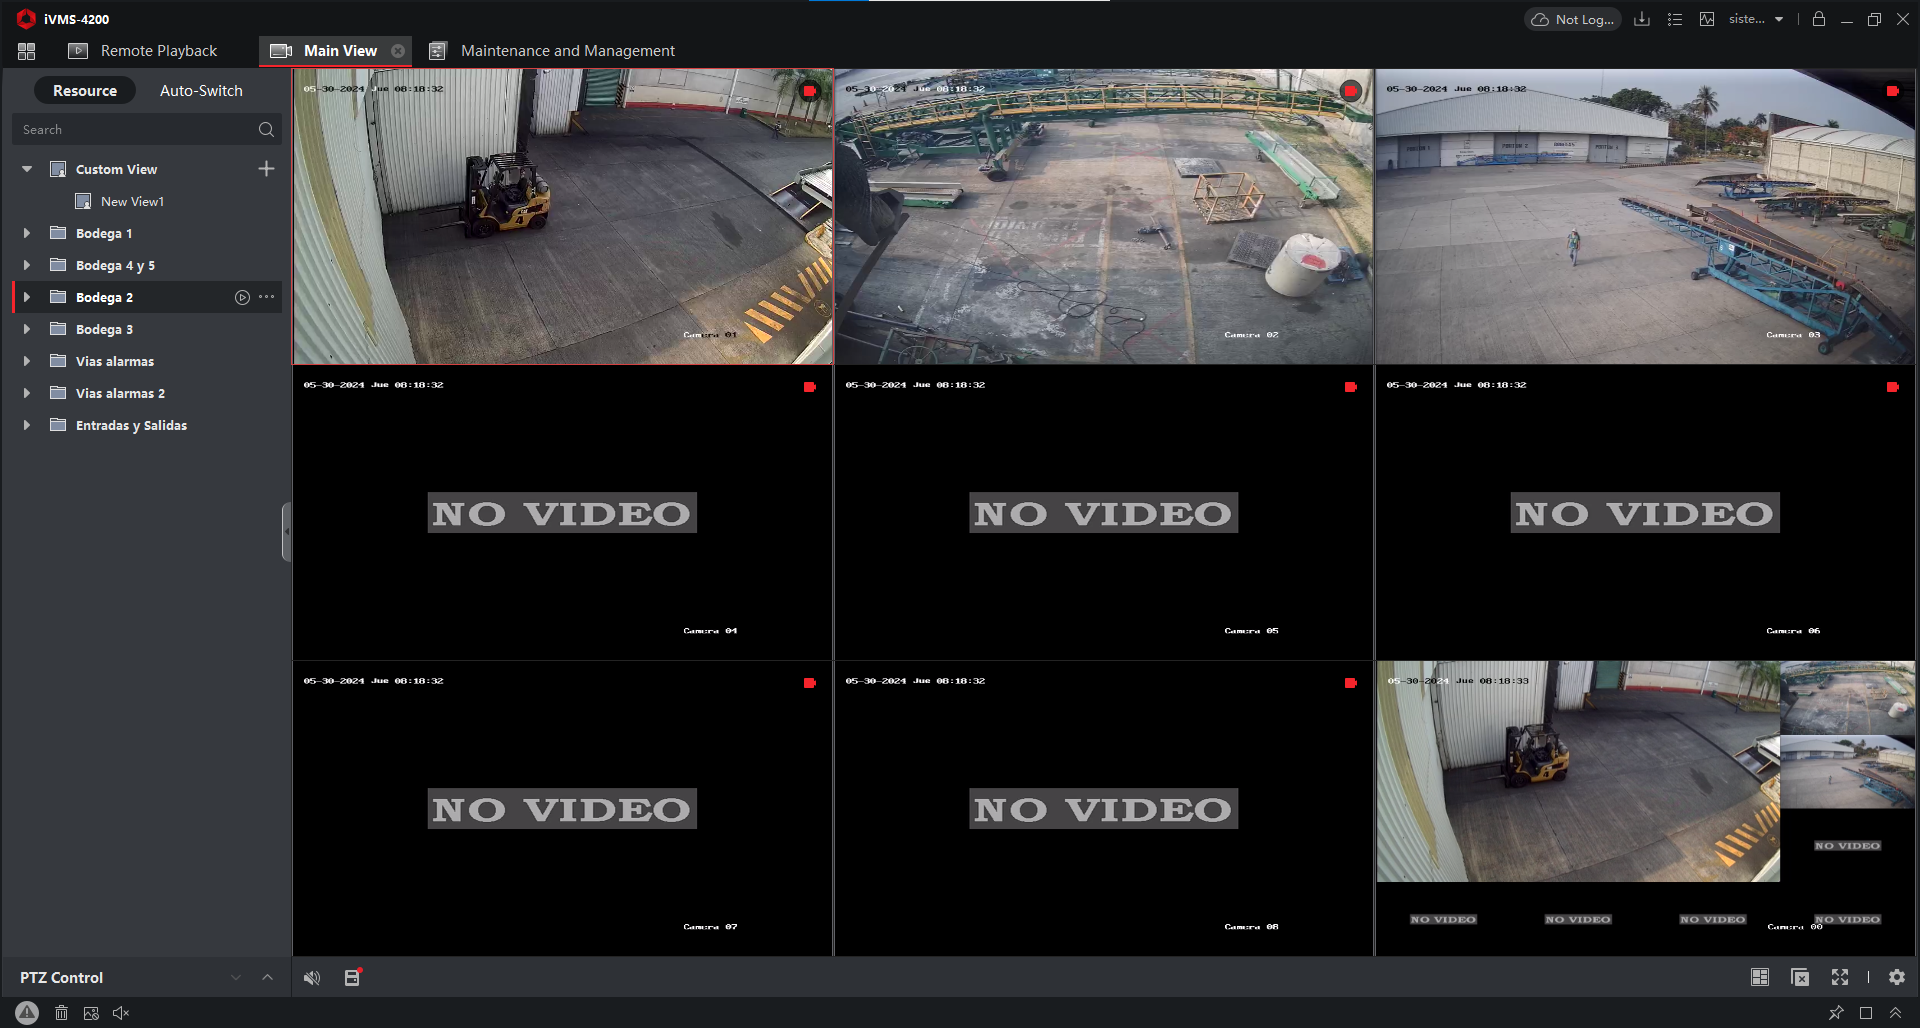 iVMS-4200
Not Log...
siste...
Remote Playback
Main View
Maintenance and Management
Resource
Auto-Switch
Search
Custom View
New View1
Bodega 1
Bodega 4 y 5
Bodega 2
Bodega 3
Vias alarmas
Vias alarmas 2
Entradas y Salidas
PTZ Control
05-30-2024 Jue 08:18:32
CAT
4
Camera 01
05-30-2024 Jue 08:18:32
Camera 02
05-30-2024 Jue 08:18:32
Camera 03
05-30-2024 Jue 08:18:32
NO VIDEO
Camera 04
05-30-2024 Jue 08:18:32
NO VIDEO
Camera 05
05-30-2024 Jue 08:18:32
NO VIDEO
Camera 06
05-30-2024 Jue 08:18:32
NO VIDEO
Camera 07
05-30-2024 Jue 08:18:32
NO VIDEO
Camera 08
05-30-2024 Jue 08:18:33
4
NO VIDEO
NO VIDEO
NO VIDEO
NO VIDEO
NO VIDEO
Camera 00